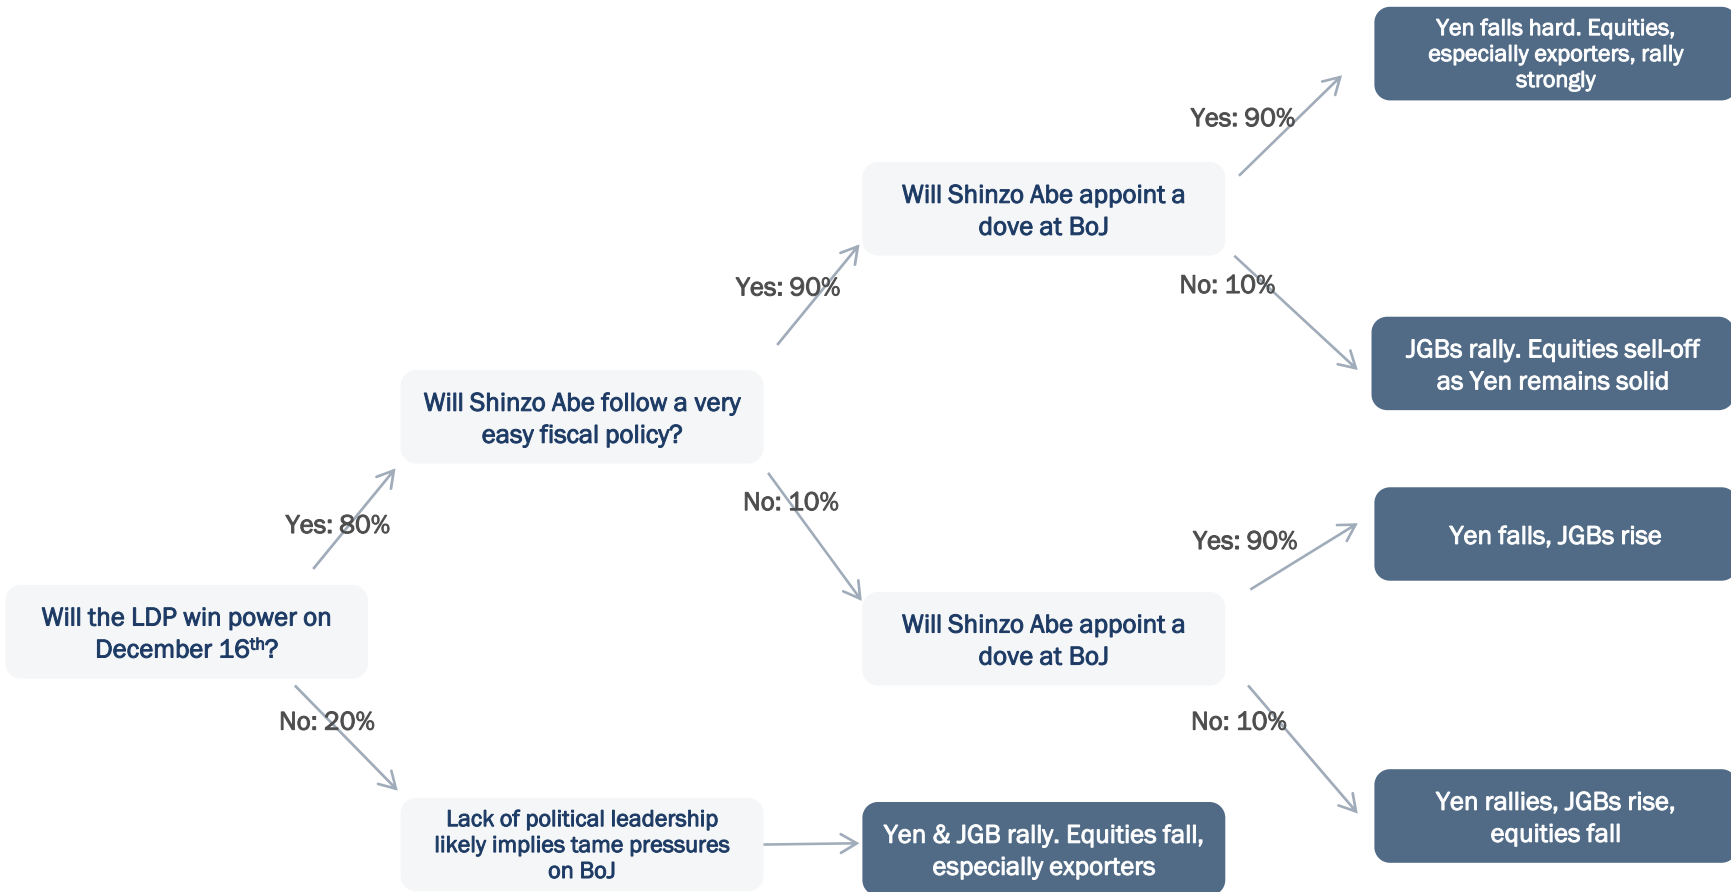 Yen falls hard. Equities,
especially exporters, rally
strongly
Yes: 90%
Will Shinzo Abe appoint a
dove at BoJ
No: 10%
Yes: 90%
JGBs rally. Equities sell-off
as Yen remains solid
Will Shinzo Abe follow a very
easy fiscal policy?
No: 10%
Yes: 80%
Yes: 90%
Yen falls, JGBs rise
Will the LDP win power on
December 16th?
Will Shinzo Abe appoint a
dove at BoJ
No: 20%
No: 10%
Yen rallies, JGBs rise,
equities fall
Lack of political leadership
likely implies tame pressures
on BoJ
Yen & JGB rally. Equities fall,
especially exporters